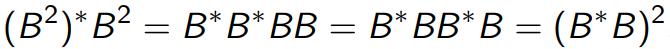 (B²)*B² = B*B*BB = B*BB*B = (B*B)²